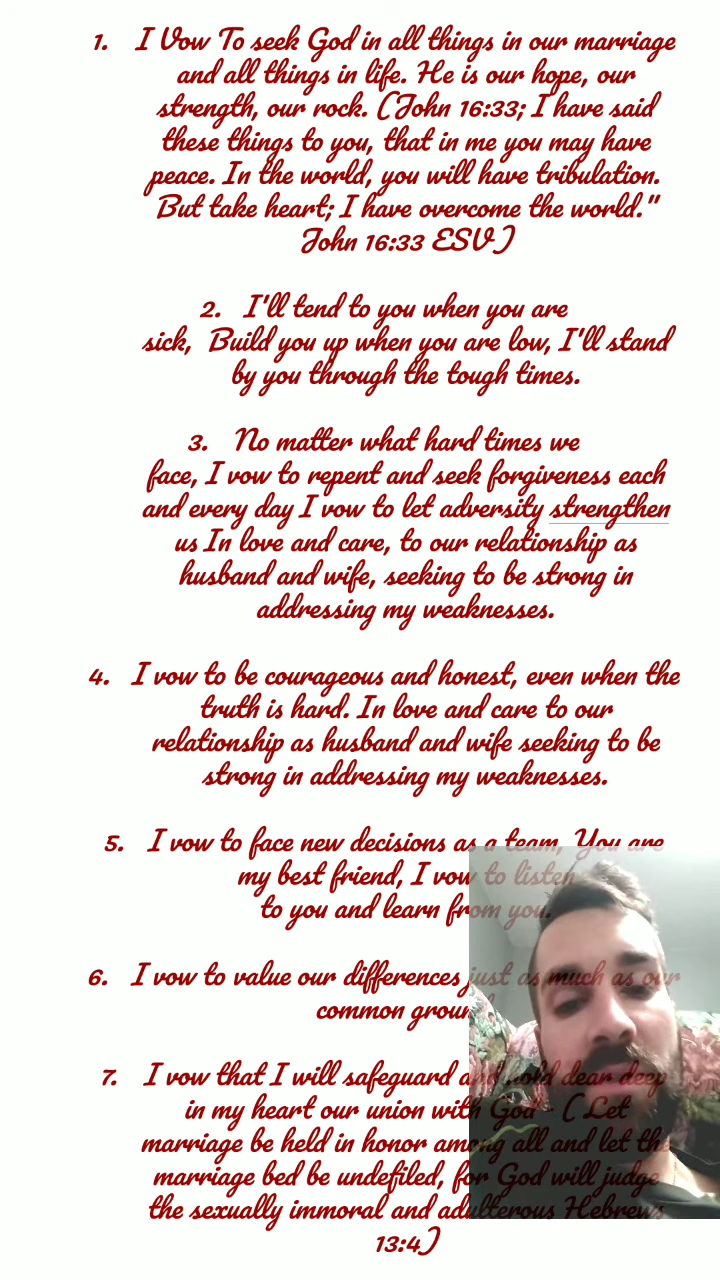 1. I Vow To seek God in all things in our marriage
and all things in life. He is our hope, our
strength, our rock. (John 16:33; I have said
these things to you, that in me you may have
peace. In the world, you will have tribulation.
But take heart; I have overcome the world."
John 16:33 ESV)
2. I'll tend to you when you are
sick, Build you up when you are low, I'll stand
by you through the tough times.
3. No matter what hard times we
face, I vow to repent and seek forgiveness each
and every day I vow to let adversity strengthen
us In love and care, to our relationship as
husband and wife, seeking to be strong in
addressing my weaknesses.
4. I vow to be courageous and honest, even when the
truth is hard. In love and care to our
relationship as husband and wife seeking to be
strong in addressing my weaknesses.
5. I vow to face new decisions as a team, You are
my best friend, I vow to listen
to you and learn from you.
6. I vow to value our differences just as much as our
common ground
7. I vow that I will safeguard and hold dear deep
in my heart our union with God - (Let
marriage be held in honor among all and let the
marriage bed be undefiled, for God will judge
the sexually immoral and adulterous Hebrews
13:4)